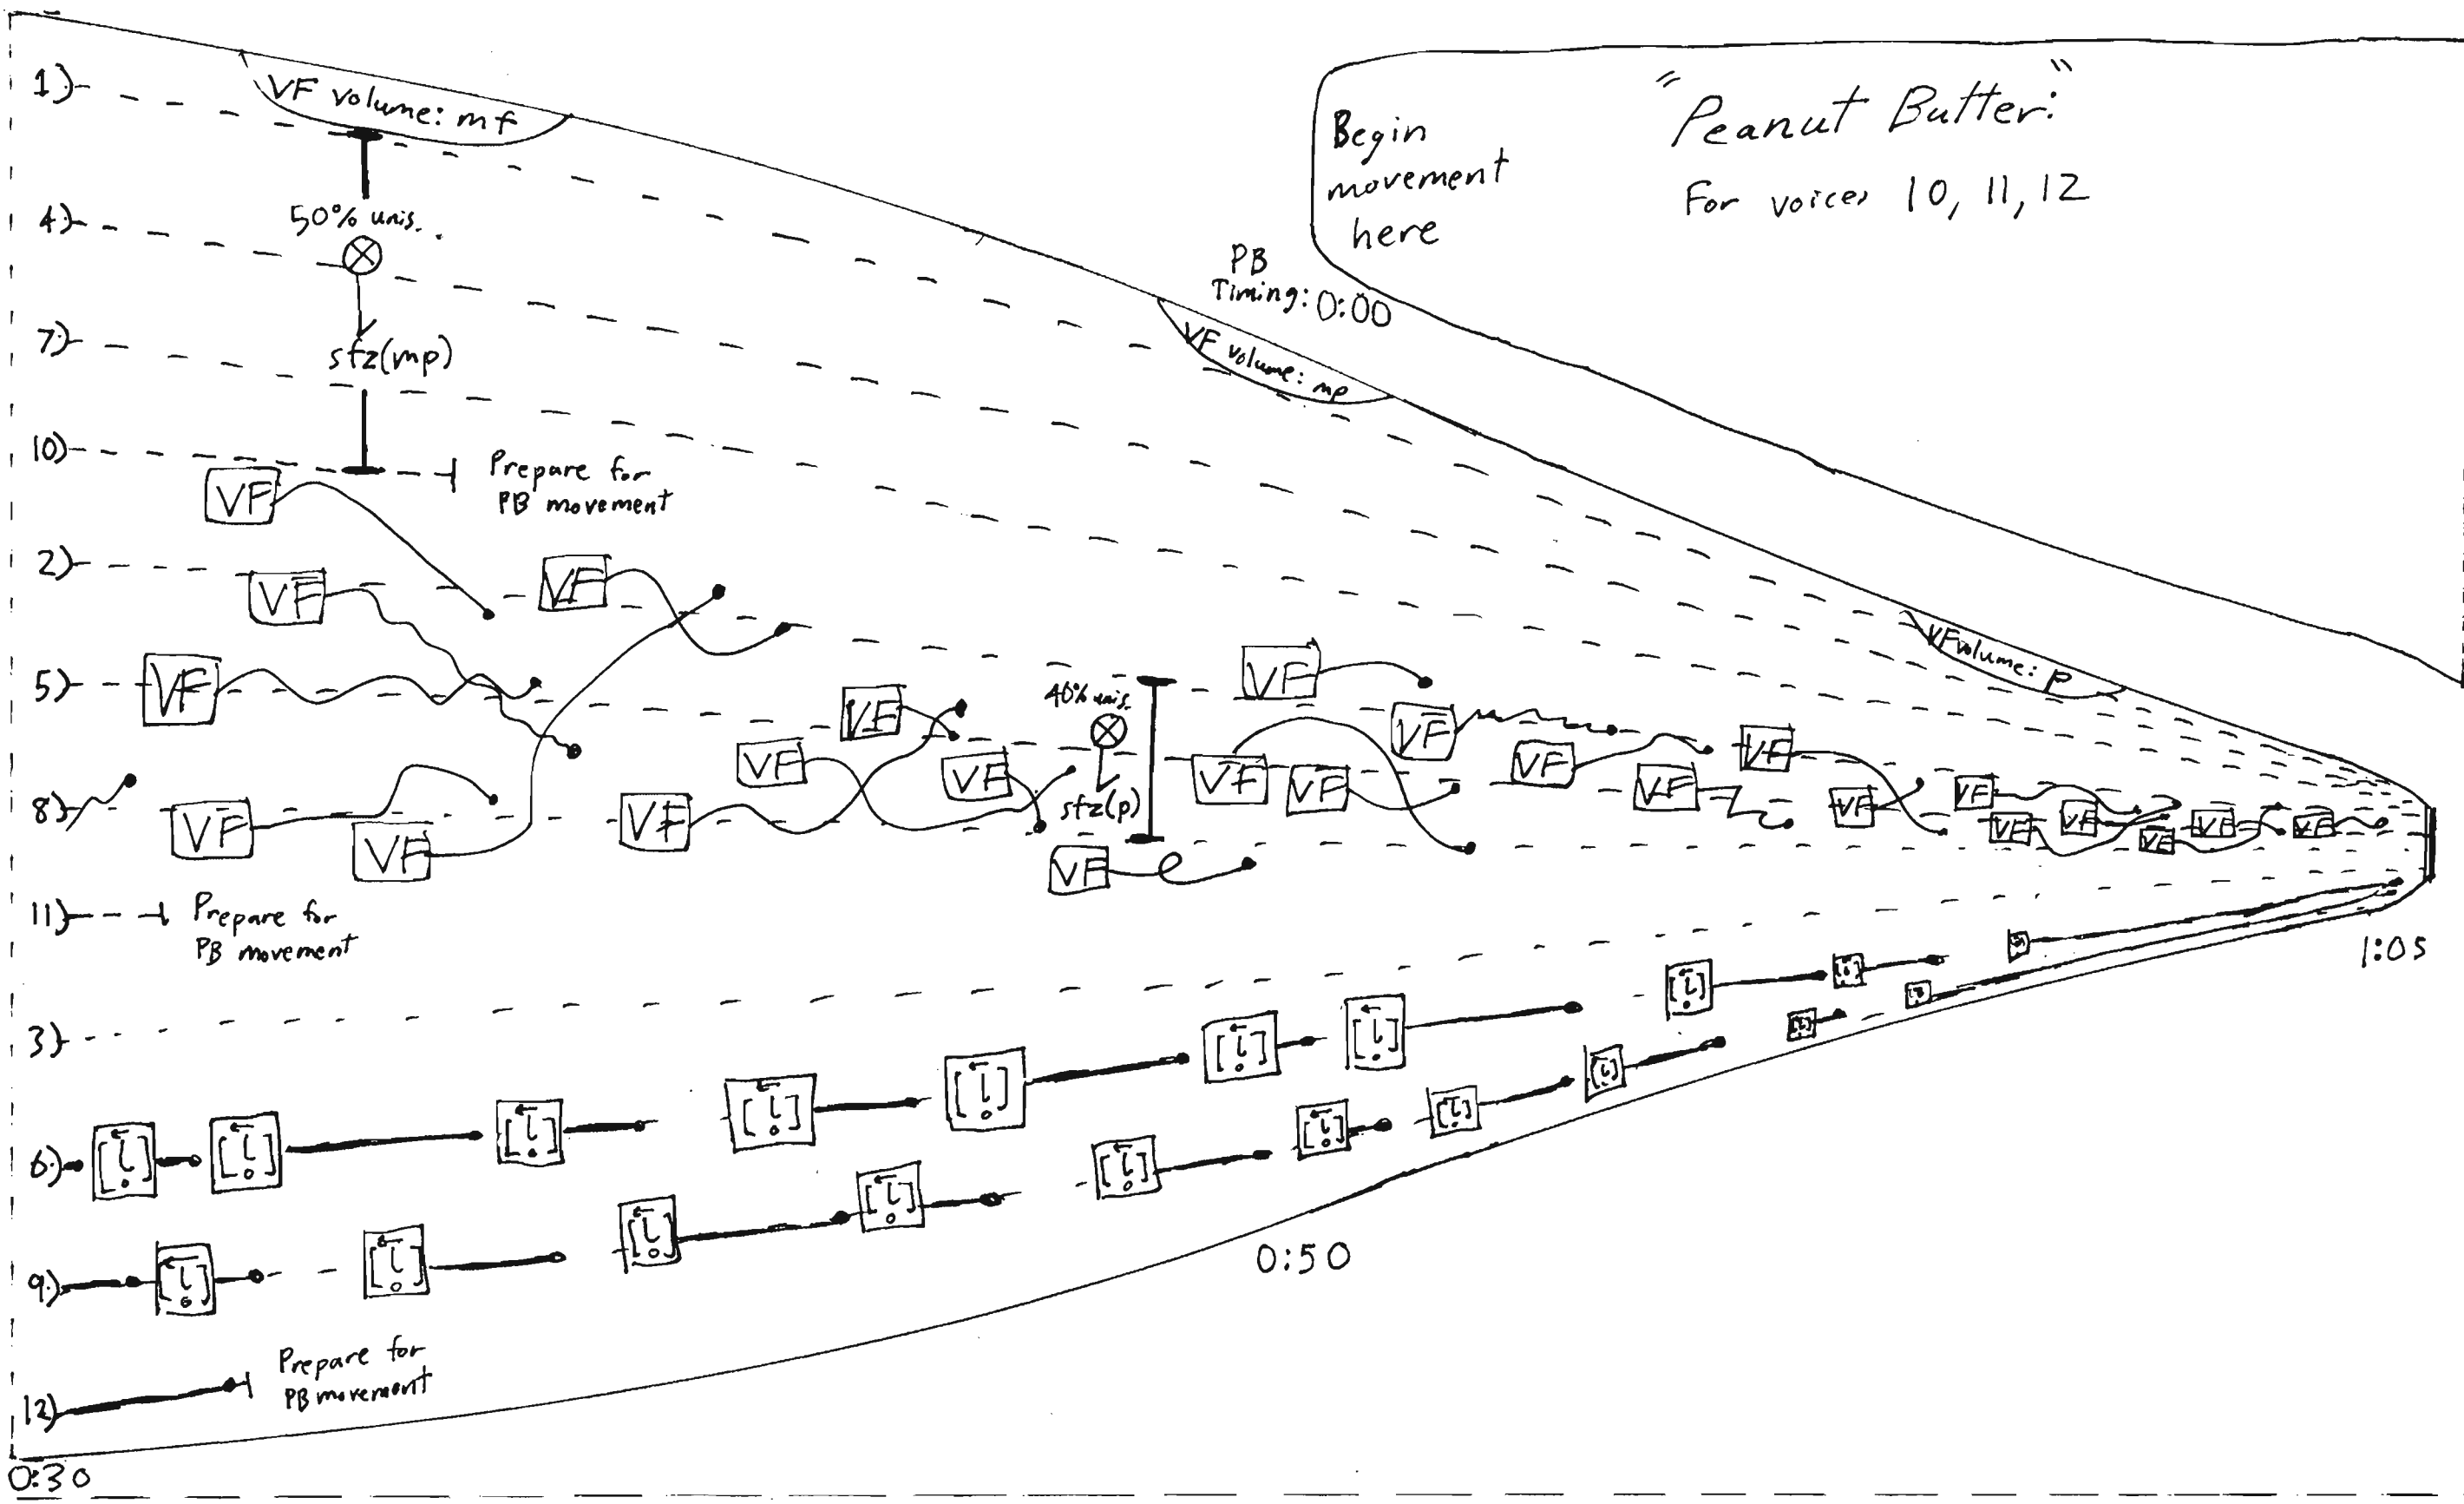 1)
VF volume: mf
50% unis.
4)
sfz(mp)
7)
10)
Prepare for
PB movement
VF
2)
VF
VF
5)
VF
8)
VF
VF
VF
VF
VF
VF
40% unis.
sfz(p)
VF
11)
Prepare for
PB movement
3)
6)
9)
12)
Prepare for
PB movement
0:30
0:50
1:05
"Peanut Butter:"
For voices 10, 11, 12
Begin
movement
here
PB
Timing: 0:00
VF volume: mp
VF volume: p
VF
VF
VF
VF
VF
VF
VF
VF
VF
VF
VF
VF
VF
VF